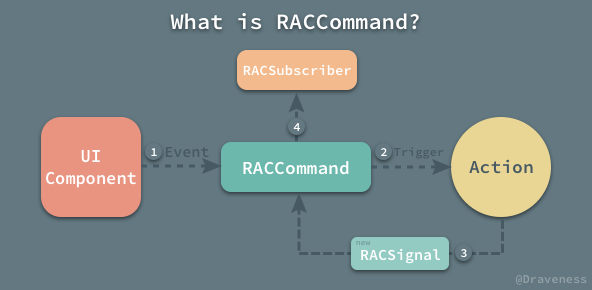 What is RACCommand?
RACSubscriber
4
UI
Component
1
Event
RACCommand
2
Trigger
Action
new
RACSignal
3
@Draveness